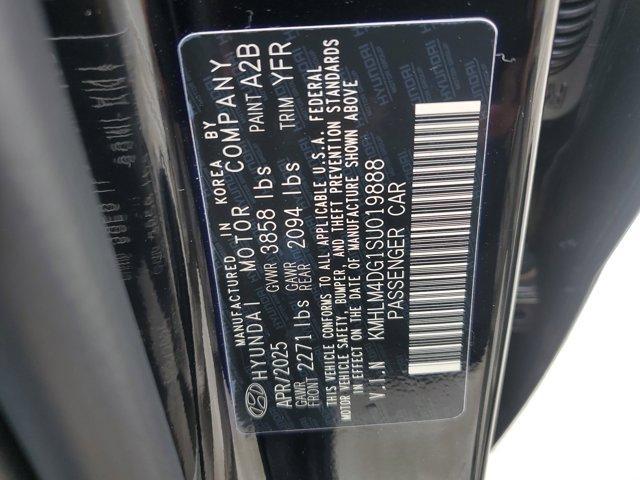 MANUFACTURED IN KOREA BY
HYUNDAI MOTOR COMPANY
APR/2025 GVWR 3858 lbs PAINT A2B
GAWR FRONT 2271 lbs GAWR REAR 2094 lbs TRIM YFR
THIS VEHICLE CONFORMS TO ALL APPLICABLE U.S.A. FEDERAL
MOTOR VEHICLE SAFETY, BUMPER, AND THEFT PREVENTION STANDARDS
IN EFFECT ON THE DATE OF MANUFACTURE SHOWN ABOVE
V.I.N KMHLM4DG1SU019888
PASSENGER CAR